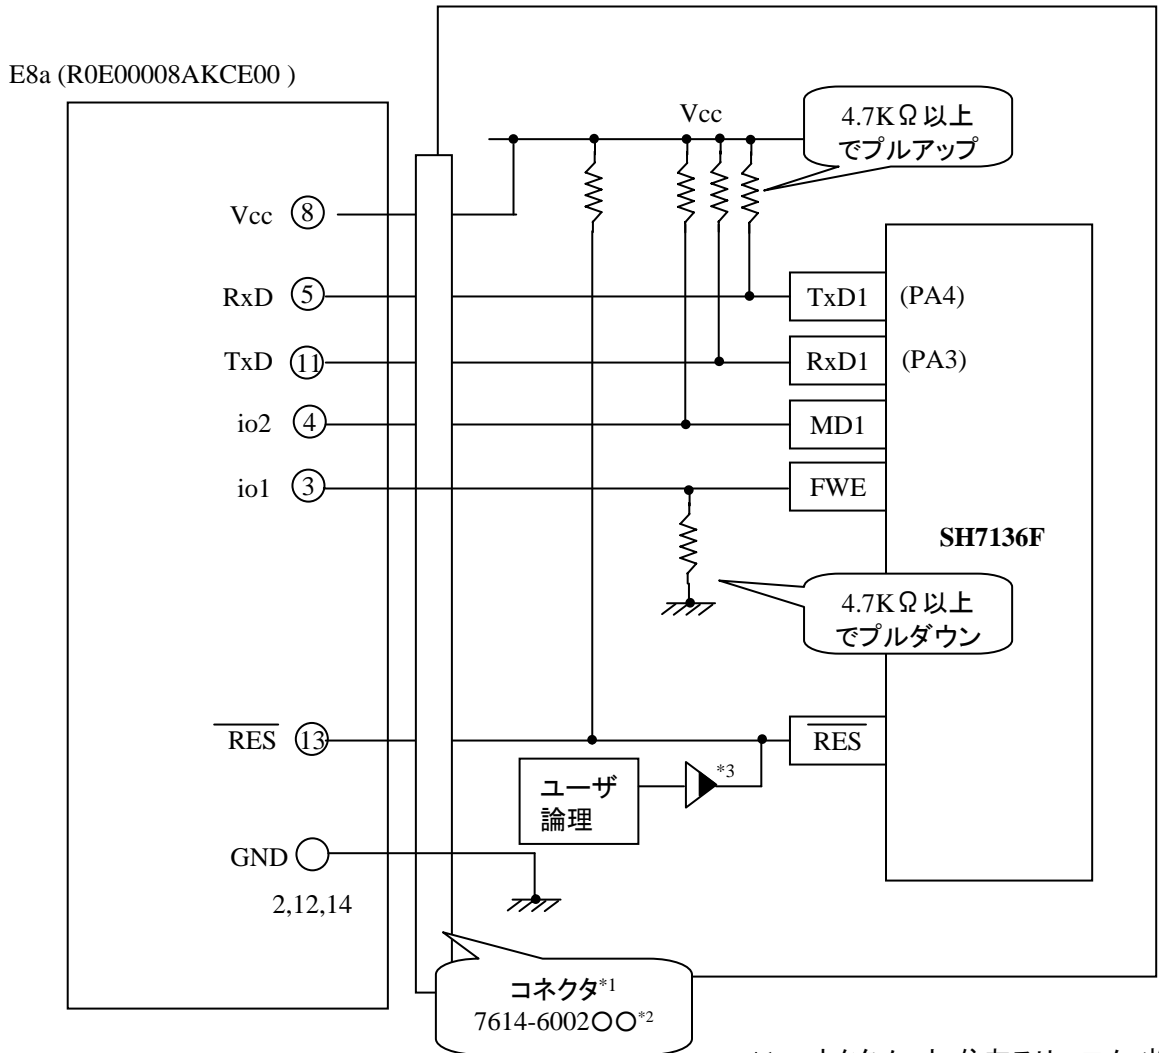 E8a (R0E00008AKCE00 )
Vcc
4.7KΩ以上
でプルアップ
Vcc 8
RxD 5
TxD1 (PA4)
TxD 11
RxD1 (PA3)
io2 4
MD1
io1 3
FWE
SH7136F
4.7KΩ以上
でプルダウン
RES 13
RES
*3
ユーザ
論理
GND
2,12,14
コネクタ*1
7614-6002〇〇*2